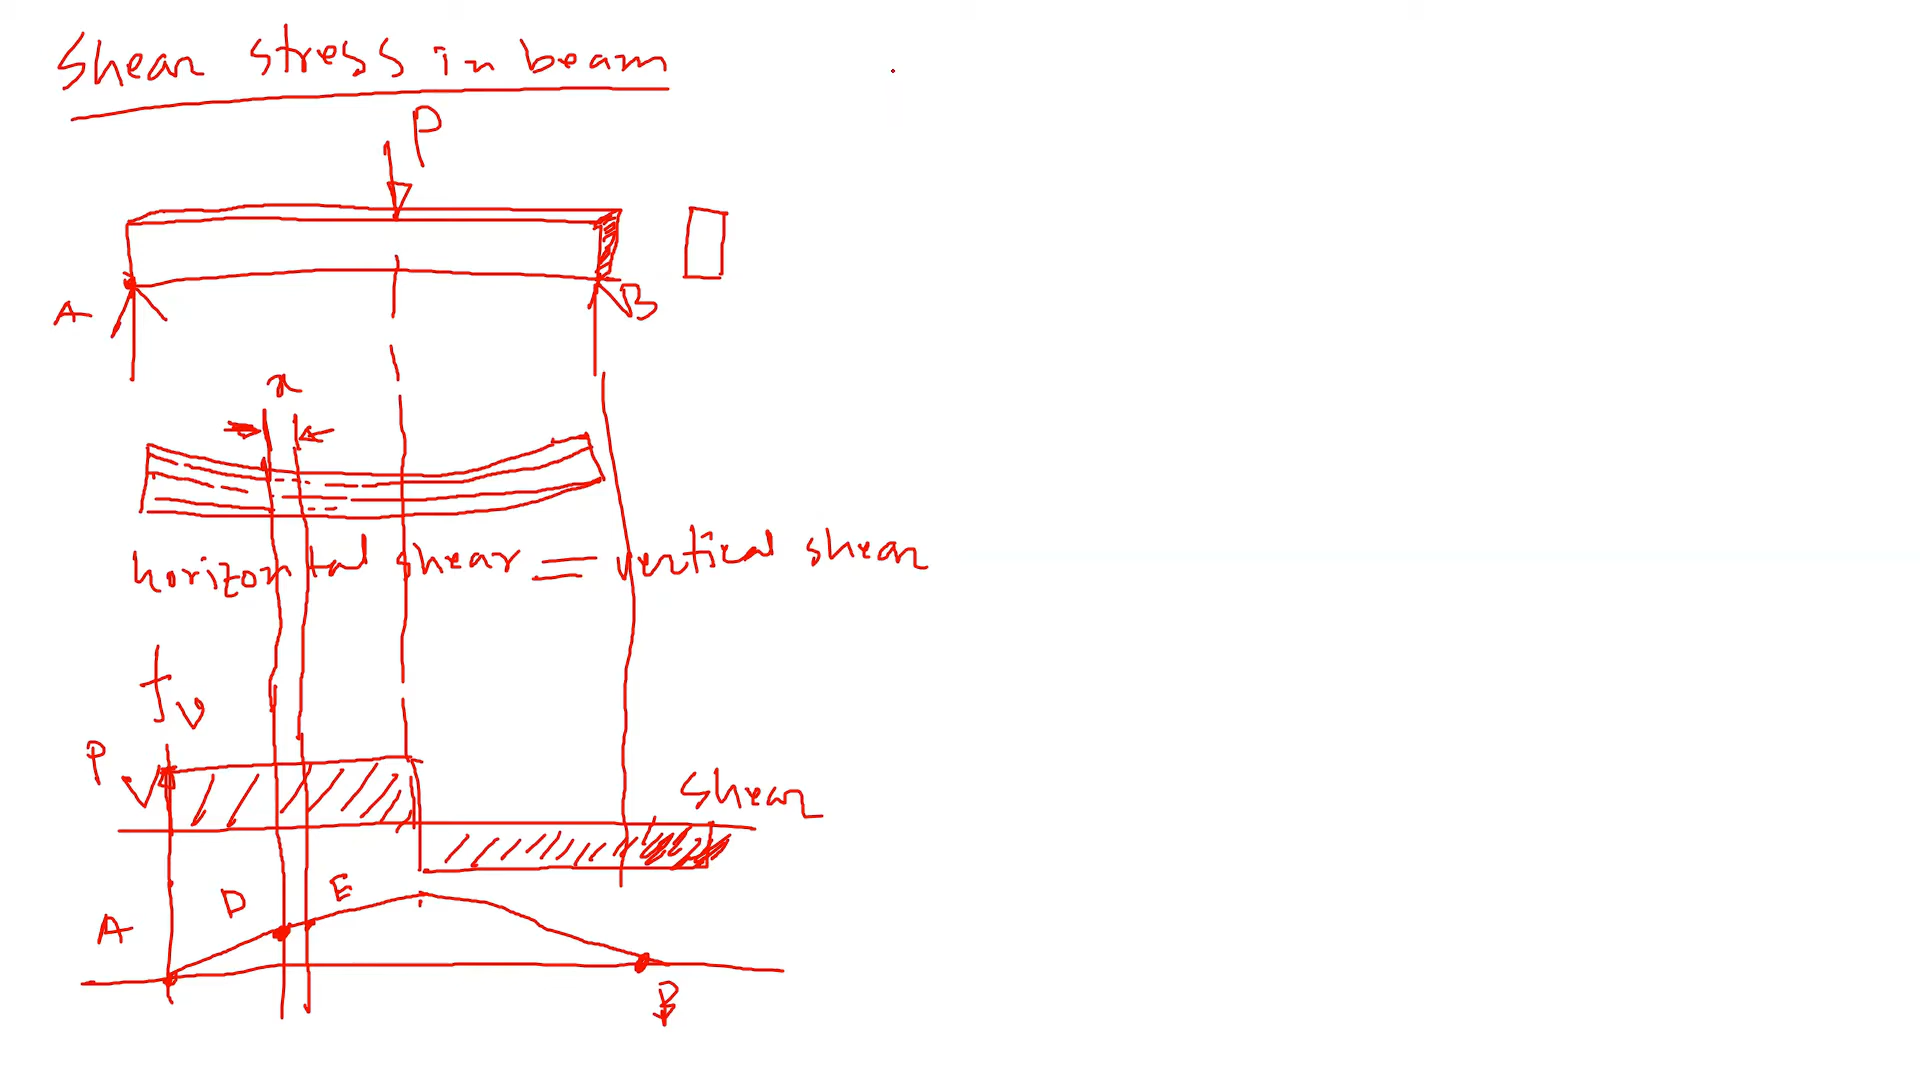 Shear stress in beam
P
A
B
x
horizontal shear = vertical shear
fv
P
V
shear
D
E
A
B